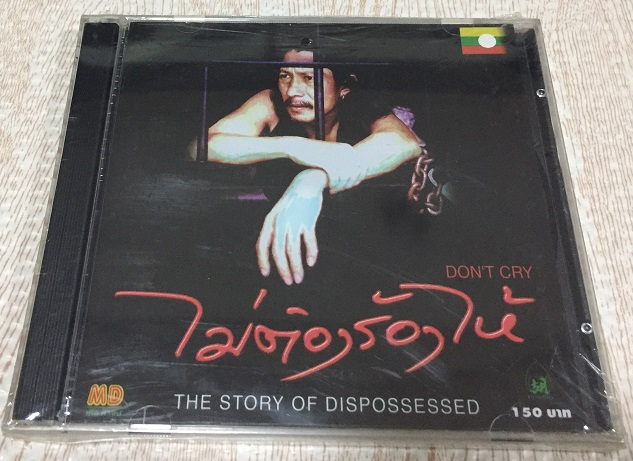 DON'T CRY
ไม่ต้องร้องไห้
MD
THE STORY OF DISPOSSESSED
150 บาท